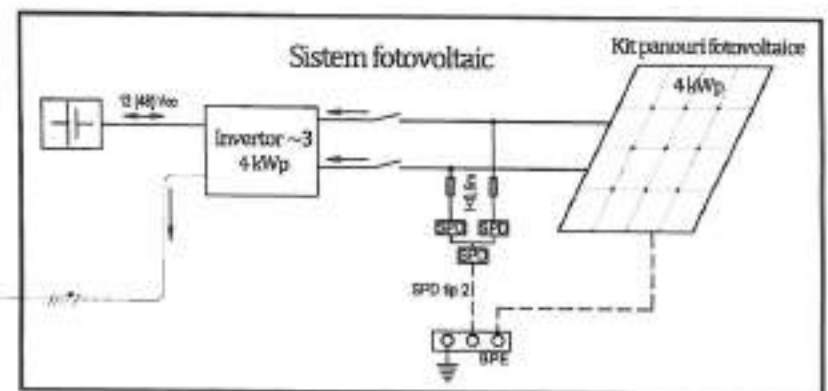 Sistem fotovoltaic
Kit panouri fotovoltaice
4 kWp
12 (48) Vcc
Invertor ~3
4 kWp
SPD
SPD
SPD
SPD tip 2
BPE